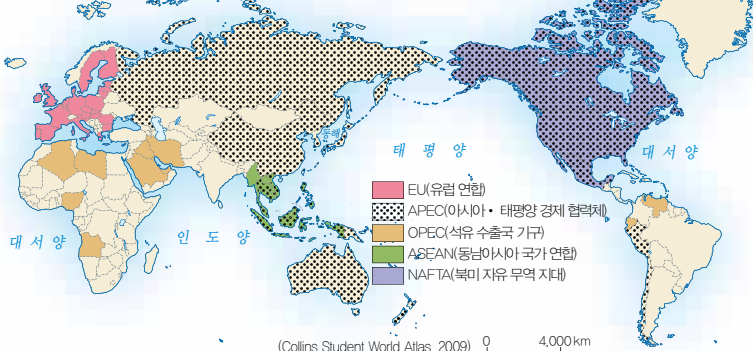 동해
태 평 양
대 서 양
EU(유럽 연합)
APEC(아시아 • 태평양 경제 협력체)
OPEC(석유 수출국 기구)
ASEAN(동남아시아 국가 연합)
NAFTA(북미 자유 무역 지대)
대 서 양
인 도 양
(Collins Student World Atlas, 2009)
0 4,000 km